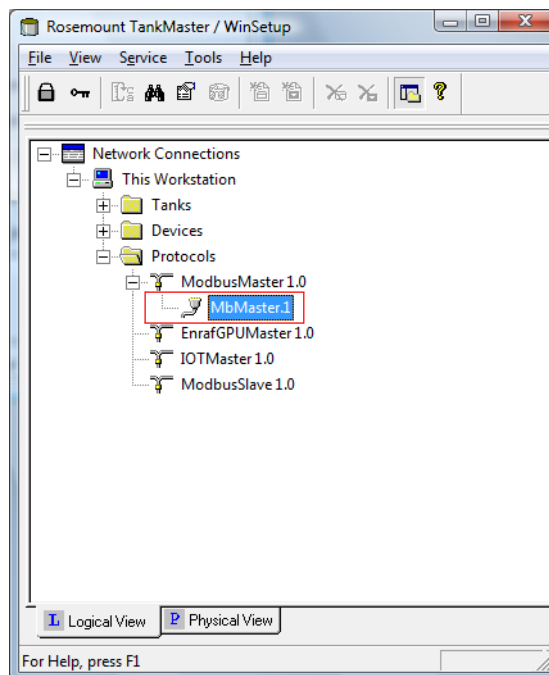 Rosemount TankMaster / WinSetup
File View Service Tools Help
Network Connections
This Workstation
Tanks
Devices
Protocols
ModbusMaster 1.0
MbMaster.1
EnrafGPUMaster 1.0
IOTMaster 1.0
ModbusSlave 1.0
L Logical View P Physical View
For Help, press F1